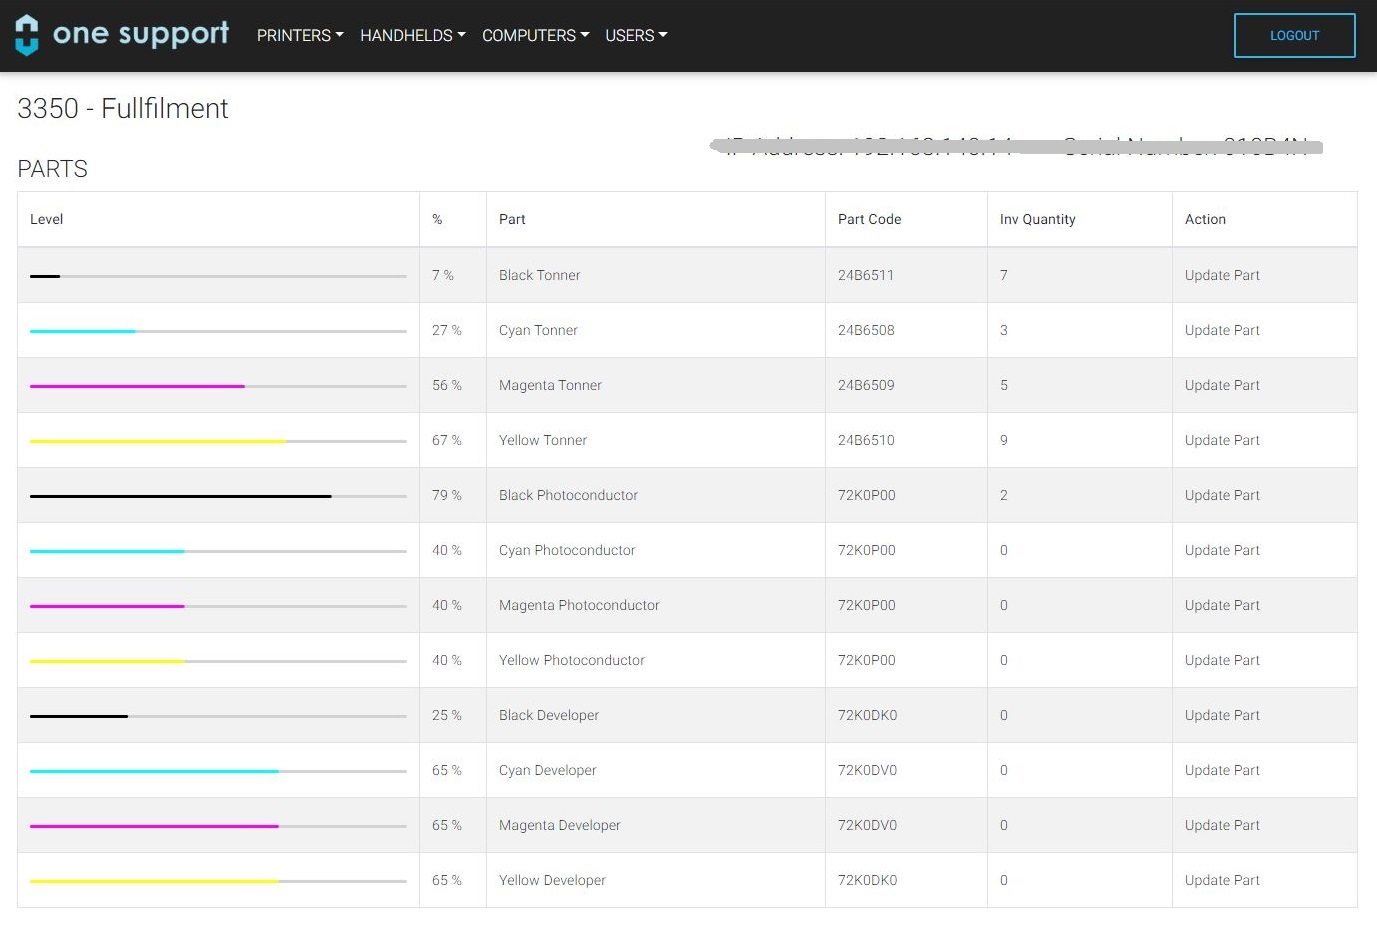 one support PRINTERS HANDHELDS COMPUTERS USERS LOGOUT
3350 - Fullfilment
PARTS
Level % Part Part Code Inv Quantity Action
7 % Black Tonner 24B6511 7 Update Part
27 % Cyan Tonner 24B6508 3 Update Part
56 % Magenta Tonner 24B6509 5 Update Part
67 % Yellow Tonner 24B6510 9 Update Part
79 % Black Photoconductor 72K0P00 2 Update Part
40 % Cyan Photoconductor 72K0P00 0 Update Part
40 % Magenta Photoconductor 72K0P00 0 Update Part
40 % Yellow Photoconductor 72K0P00 0 Update Part
25 % Black Developer 72K0DK0 0 Update Part
65 % Cyan Developer 72K0DV0 0 Update Part
65 % Magenta Developer 72K0DV0 0 Update Part
65 % Yellow Developer 72K0DK0 0 Update Part